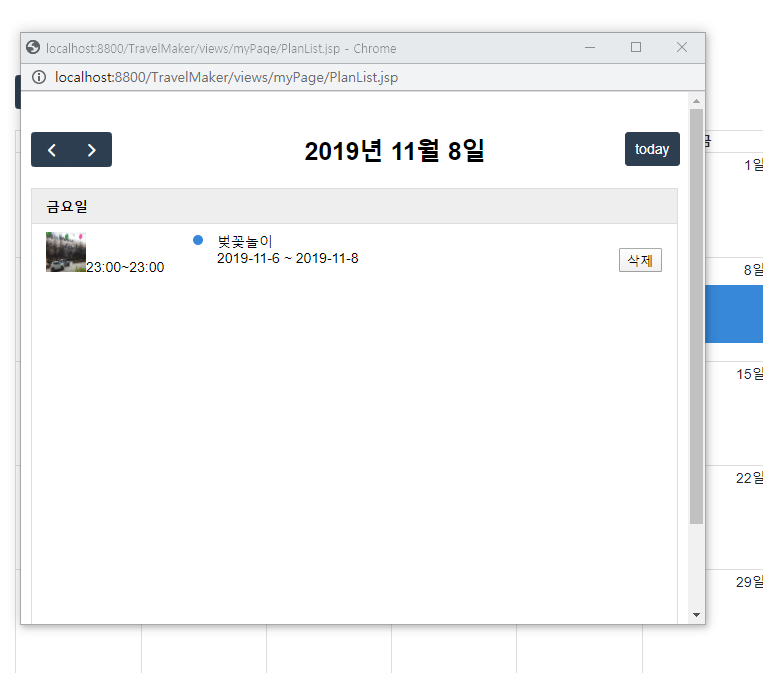 localhost:8800/TravelMaker/views/myPage/PlanList.jsp - Chrome
localhost:8800/TravelMaker/views/myPage/PlanList.jsp
2019년 11월 8일
today
금요일
23:00~23:00
벚꽃놀이
2019-11-6 ~ 2019-11-8
삭제
금
1일
8일
15일
22일
29일